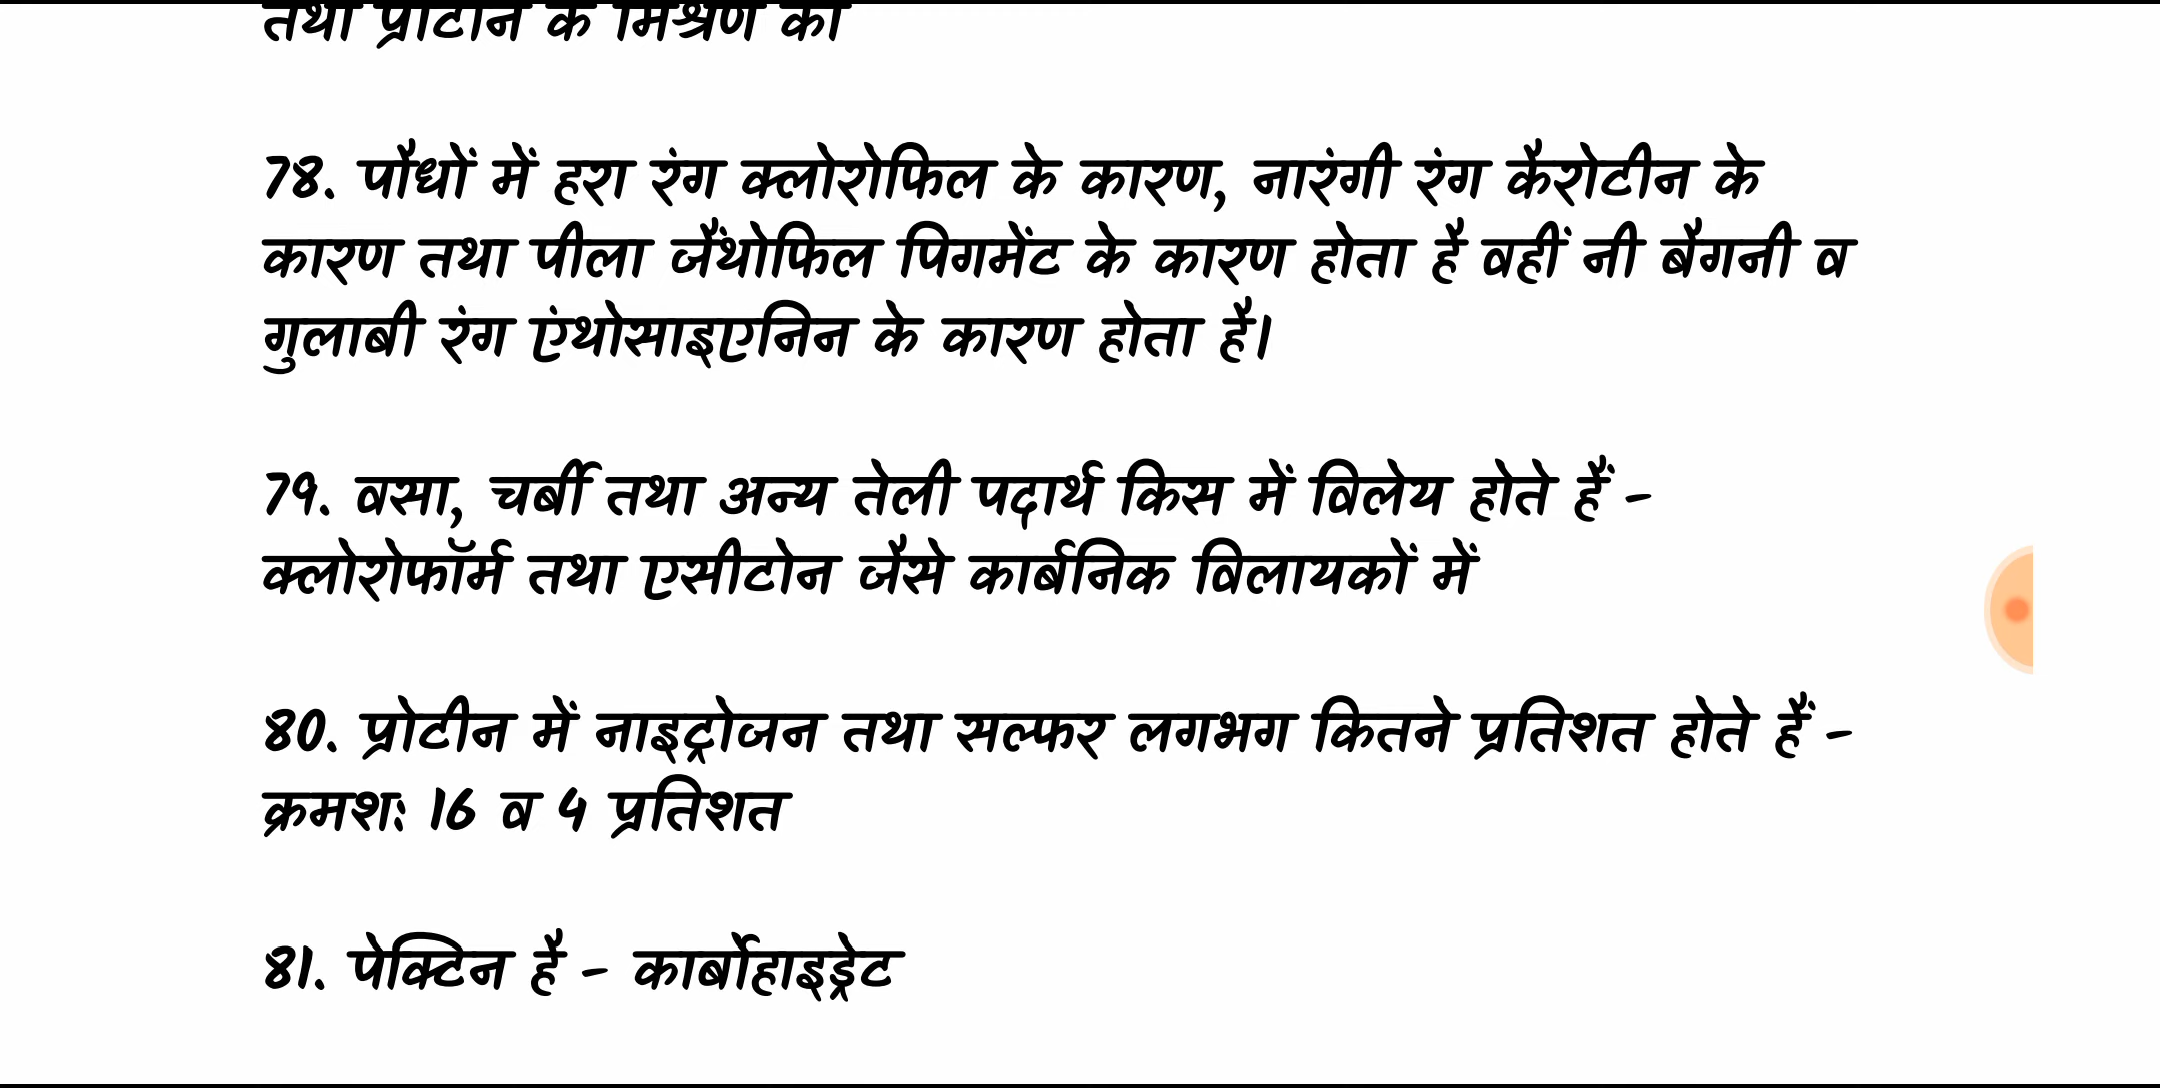 तथा प्रोटीन के मिश्रण को
78. पौधों में हरा रंग क्लोरोफिल के कारण, नारंगी रंग कैरोटीन के
कारण तथा पीला जैंथोफिल पिगमेंट के कारण होता है वहीं नी बैगनी व
गुलाबी रंग एंथोसाइएनिन के कारण होता है।
79. वसा, चर्बी तथा अन्य तेली पदार्थ किस में विलेय होते हैं -
क्लोरोफॉर्म तथा एसीटोन जैसे कार्बनिक विलायकों में
80. प्रोटीन में नाइट्रोजन तथा सल्फर लगभग कितने प्रतिशत होते हैं -
क्रमशः 16 व 4 प्रतिशत
81. पेक्टिन है - कार्बोहाइड्रेट